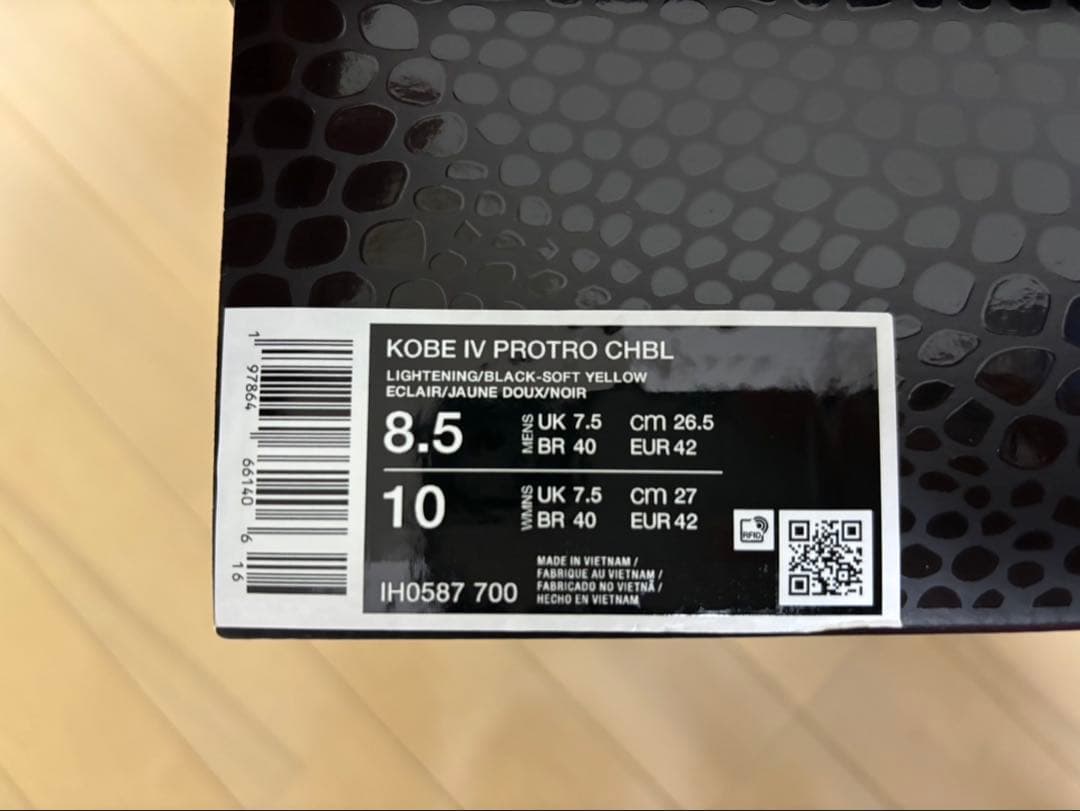 KOBE IV PROTRO CHBL
LIGHTENING/BLACK-SOFT YELLOW
ECLAIR/JAUNE DOUX/NOIR
8.5 MENS UK 7.5 cm 26.5
BR 40 EUR 42
10 WMNS UK 7.5 cm 27
BR 40 EUR 42
RFID
MADE IN VIETNAM /
FABRIQUE AU VIETNAM /
FABRICADO NO VIETNÃ /
HECHO EN VIETNAM
IH0587 700
1 97864 66140 6 16